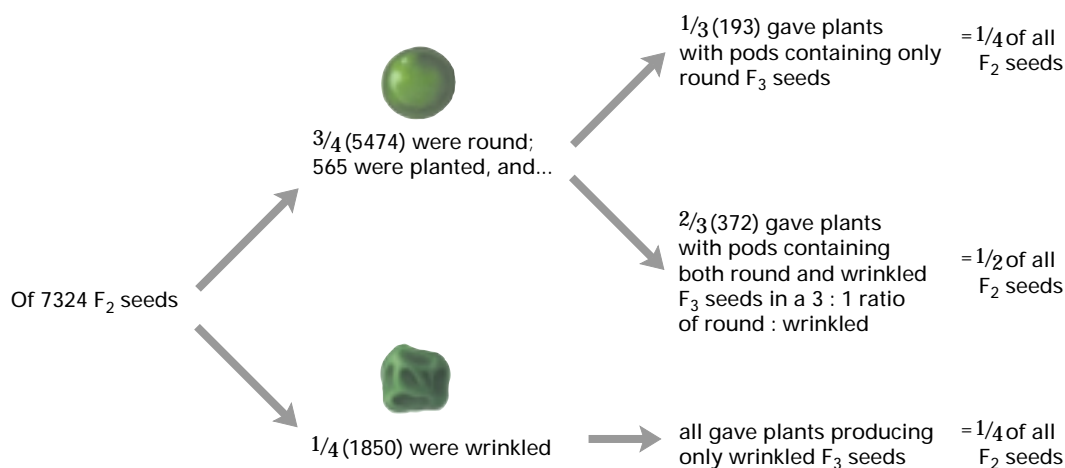 Of 7324 F₂ seeds
3/4 (5474) were round;
565 were planted, and...
1/3 (193) gave plants
with pods containing only
round F₃ seeds
= 1/4 of all
F₂ seeds
2/3 (372) gave plants
with pods containing
both round and wrinkled
F₃ seeds in a 3 : 1 ratio
of round : wrinkled
= 1/2 of all
F₂ seeds
1/4 (1850) were wrinkled
all gave plants producing
only wrinkled F₃ seeds
= 1/4 of all
F₂ seeds